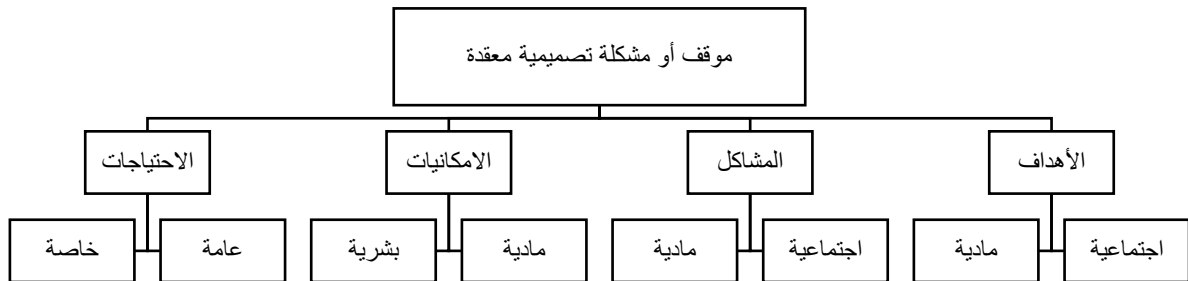 موقف أو مشكلة تصميمية معقدة
الأهداف
المشاكل
الامكانيات
الاحتياجات
اجتماعية
مادية
اجتماعية
مادية
مادية
بشرية
عامة
خاصة